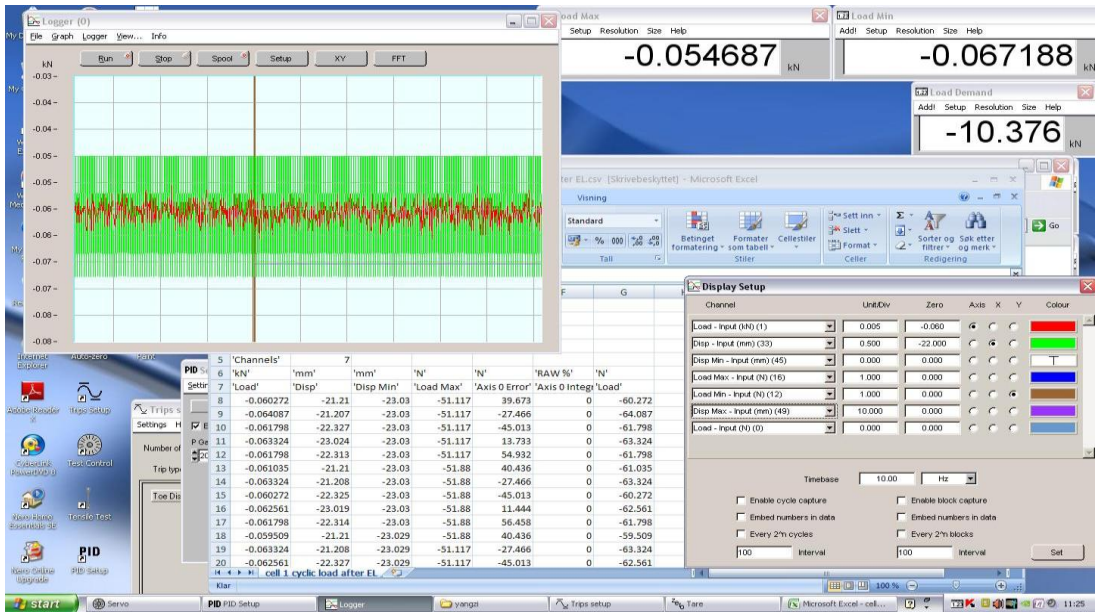 Logger (0)
File Graph Logger View... Info
Run Stop Spool Setup XY FFT
kN
-0.03
-0.04
-0.04
-0.05
-0.05
-0.06
-0.06
-0.07
-0.07
-0.08
-0.08
oad Max
Setup Resolution Size Help
-0.054687 kN
Load Min
Add! Setup Resolution Size Help
-0.067188 kN
Load Demand
Add! Setup Resolution Size Help
-10.376 kN
ter EL.csv [Skrivebeskyttet] - Microsoft Excel
Visning
Standard
% 000
Tall
Betinget formatering
Formater som tabell
Cellestiler
Stiler
Sett inn
Slett
Format
Celler
Sorter og filtrer
Søk etter og merk
Redigering
Go
F G
5 'Channels' 7
6 'kN' 'mm' 'mm' 'N' 'N' 'RAW %' 'N'
7 'Load' 'Disp' 'Disp Min' 'Load Max' 'Axis 0 Error' 'Axis 0 Integr 'Load'
8 -0.060272 -21.21 -23.03 -51.117 39.673 0 -60.272
9 -0.064087 -21.207 -23.03 -51.117 -27.466 0 -64.087
10 -0.061798 -22.327 -23.03 -51.117 -45.013 0 -61.798
11 -0.063324 -23.024 -23.03 -51.117 13.733 0 -63.324
12 -0.061798 -22.313 -23.03 -51.117 54.932 0 -61.798
13 -0.061035 -21.21 -23.03 -51.88 40.436 0 -61.035
14 -0.063324 -21.208 -23.03 -51.88 -27.466 0 -63.324
15 -0.060272 -22.325 -23.03 -51.88 -45.013 0 -60.272
16 -0.062561 -23.019 -23.03 -51.88 11.444 0 -62.561
17 -0.061798 -22.314 -23.03 -51.88 56.458 0 -61.798
18 -0.059509 -21.21 -23.029 -51.88 40.436 0 -59.509
19 -0.063324 -21.208 -23.029 -51.117 -27.466 0 -63.324
20 -0.062561 -22.327 -23.029 -51.117 -45.013 0 -62.561
cell 1 cyclic load after EL
Klar
100 %
Display Setup
Channel Unit/Div Zero Axis X Y Colour
Load - Input (kN) (1) 0.005 -0.060
Disp - Input (mm) (33) 0.500 -22.000
Disp Min - Input (mm) (45) 0.000 0.000
Load Max - Input (N) (16) 1.000 0.000
Load Min - Input (N) (12) 1.000 0.000
Disp Max - Input (mm) (49) 10.000 0.000
Load - Input (N) (0) 0.000 0.000
Timebase 10.00 Hz
Enable cycle capture Enable block capture
Embed numbers in data Embed numbers in data
Every 2^n cycles Every 2^n blocks
100 Interval 100 Interval Set
Internet Explorer
Auto-zero
Paint
Adobe Reader
Trips Setup
CyberLink PowerDVD
Test Control
Nero Home Essentials SE
Tensile Test
Nero Online Upgrade
PID
PID Setup
Trips s
Settings H
Number of
Trip typ
Toe Dis
PID S
Settin
P Ga
start
Servo
PID PID Setup
Logger
yangzi
Trips setup
Tare
Microsoft Excel - cell...
11:25